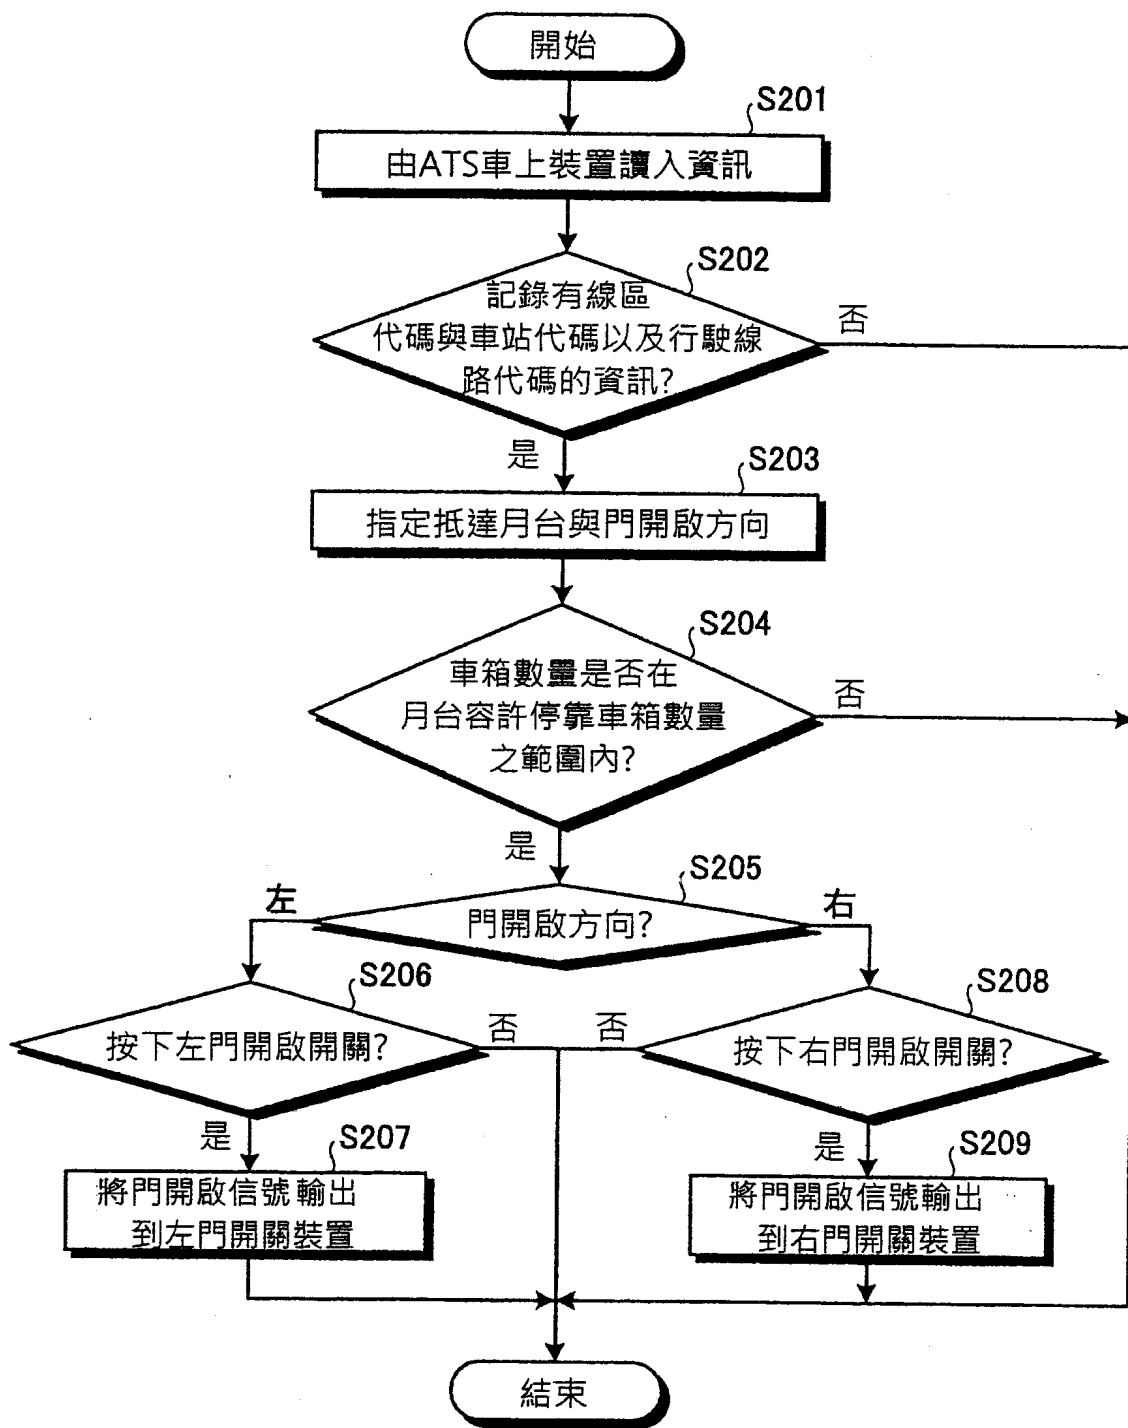 開始
S201
由ATS車上裝置讀入資訊
S202
記錄有線區
代碼與車站代碼以及行駛線
路代碼的資訊?
否
是
S203
指定抵達月台與門開啟方向
S204
車箱數量是否在
月台容許停靠車箱數量
之範圍內?
否
是
S205
左
門開啟方向?
右
S206
S208
按下左門開啟開關?
否
否
按下右門開啟開關?
是
S207
是
S209
將門開啟信號輸出
到左門開關裝置
將門開啟信號輸出
到右門開關裝置
結束